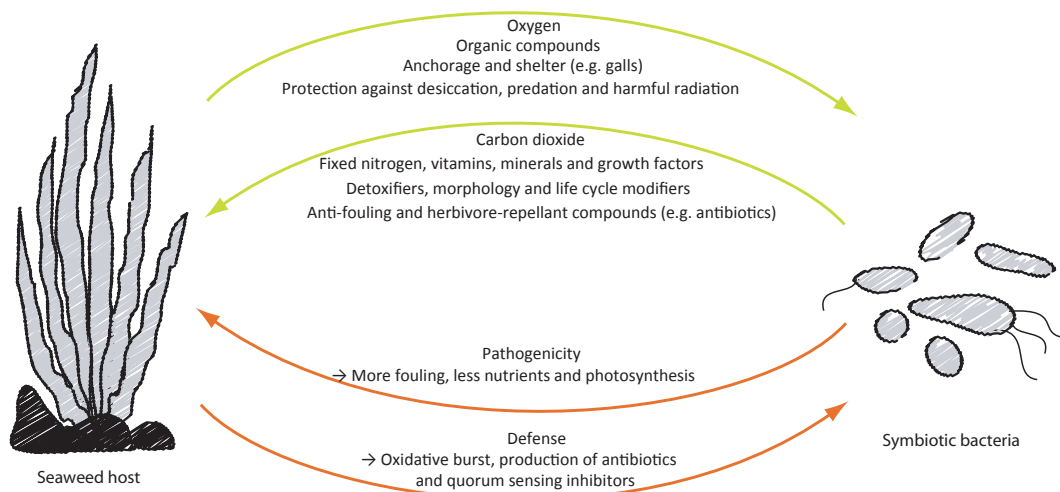 Oxygen
Organic compounds
Anchorage and shelter (e.g. galls)
Protection against desiccation, predation and harmful radiation
Carbon dioxide
Fixed nitrogen, vitamins, minerals and growth factors
Detoxifiers, morphology and life cycle modifiers
Anti-fouling and herbivore-repellant compounds (e.g. antibiotics)
Pathogenicity
→ More fouling, less nutrients and photosynthesis
Defense
→ Oxidative burst, production of antibiotics
and quorum sensing inhibitors
Seaweed host
Symbiotic bacteria